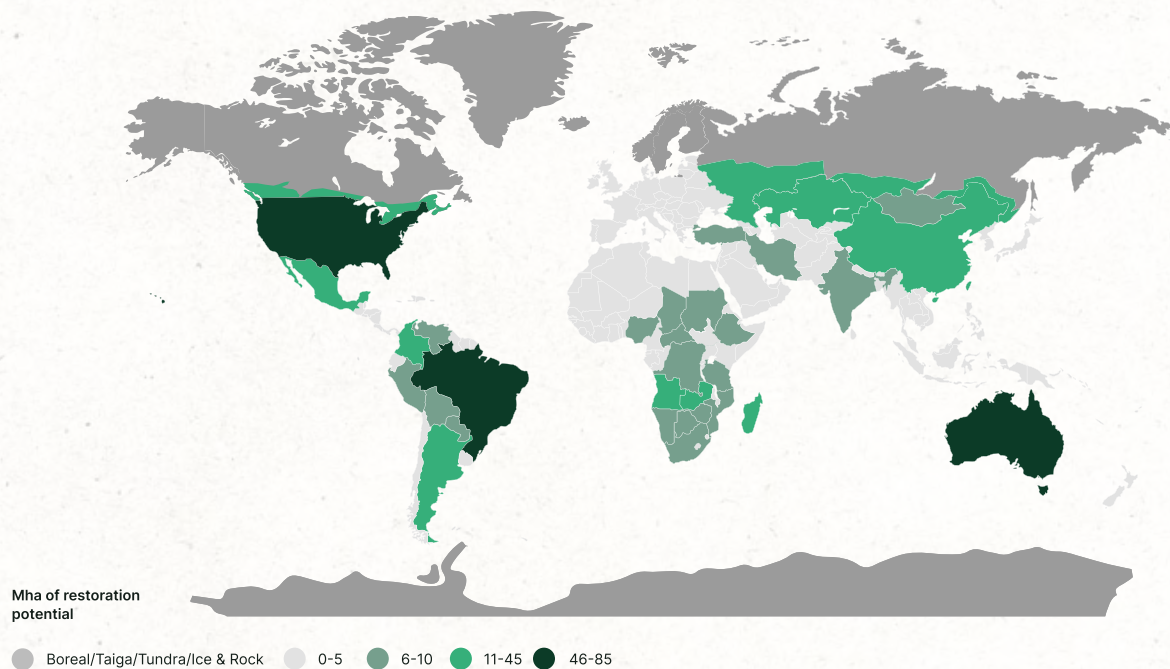 Mha of restoration
potential
Boreal/Taiga/Tundra/Ice & Rock 0-5 6-10 11-45 46-85